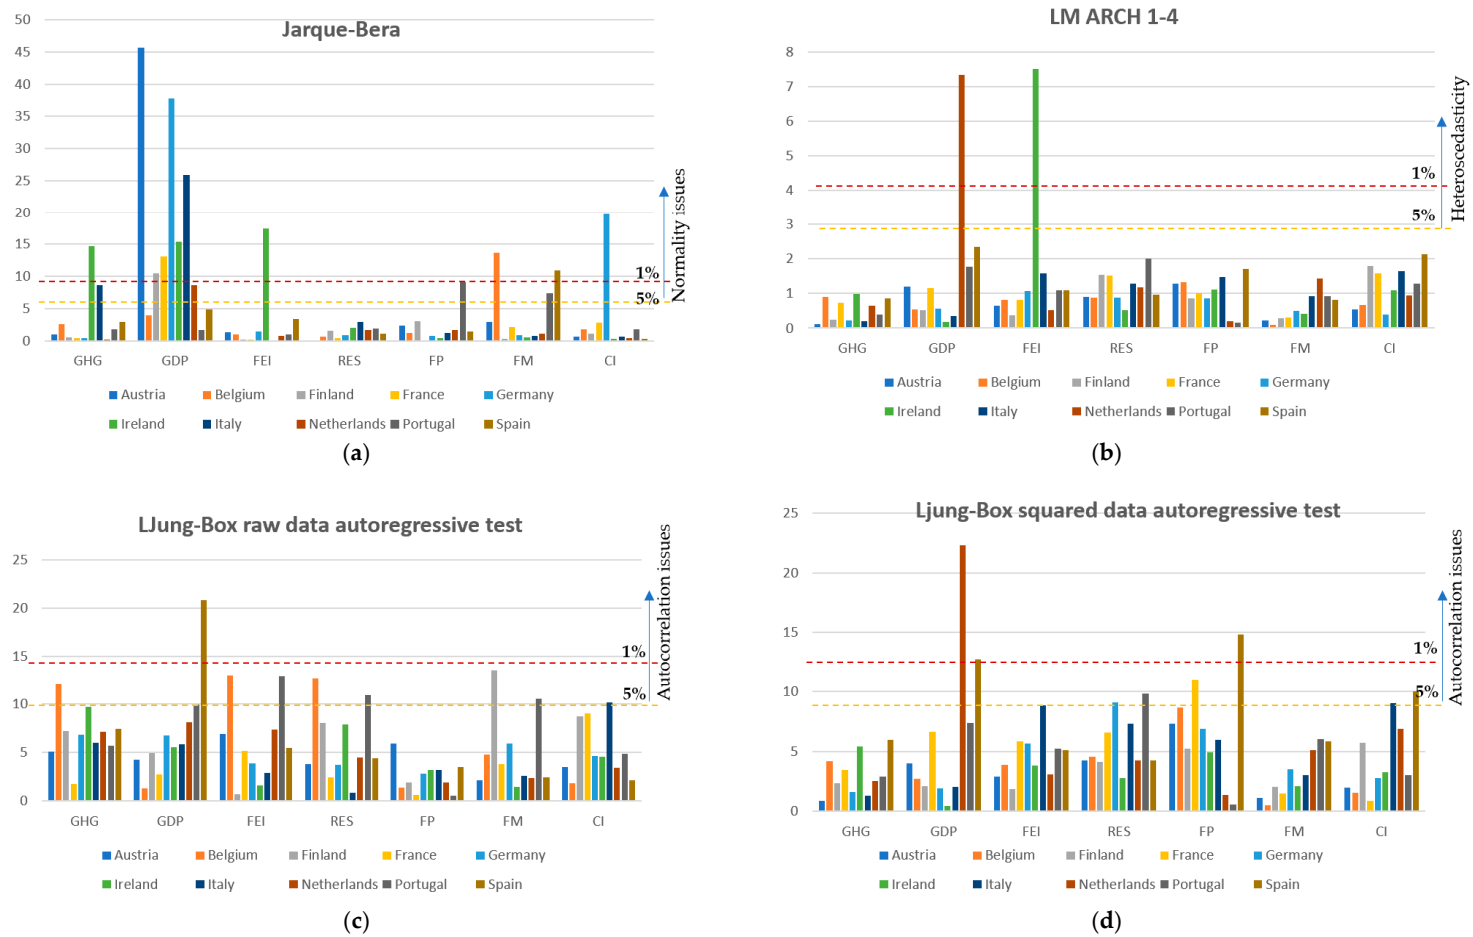 Jarque-Bera
50
45
40
35
30
25
20
15
10
5
0
1%
5%
Normality issues
GHG GDP FEI RES FP FM CI
Austria Belgium Finland France Germany
Ireland Italy Netherlands Portugal Spain
(a)
LM ARCH 1-4
8
7
6
5
4
3
2
1
0
1%
5%
Heteroscedasticity
GHG GDP FEI RES FP FM CI
Austria Belgium Finland France Germany
Ireland Italy Netherlands Portugal Spain
(b)
LJung-Box raw data autoregressive test
25
20
15
10
5
0
1%
5%
Autocorrelation issues
GHG GDP FEI RES FP FM CI
Austria Belgium Finland France Germany
Ireland Italy Netherlands Portugal Spain
(c)
Ljung-Box squared data autoregressive test
25
20
15
10
5
0
1%
5%
Autocorrelation issues
GHG GDP FEI RES FP FM CI
Austria Belgium Finland France Germany
Ireland Italy Netherlands Portugal Spain
(d)